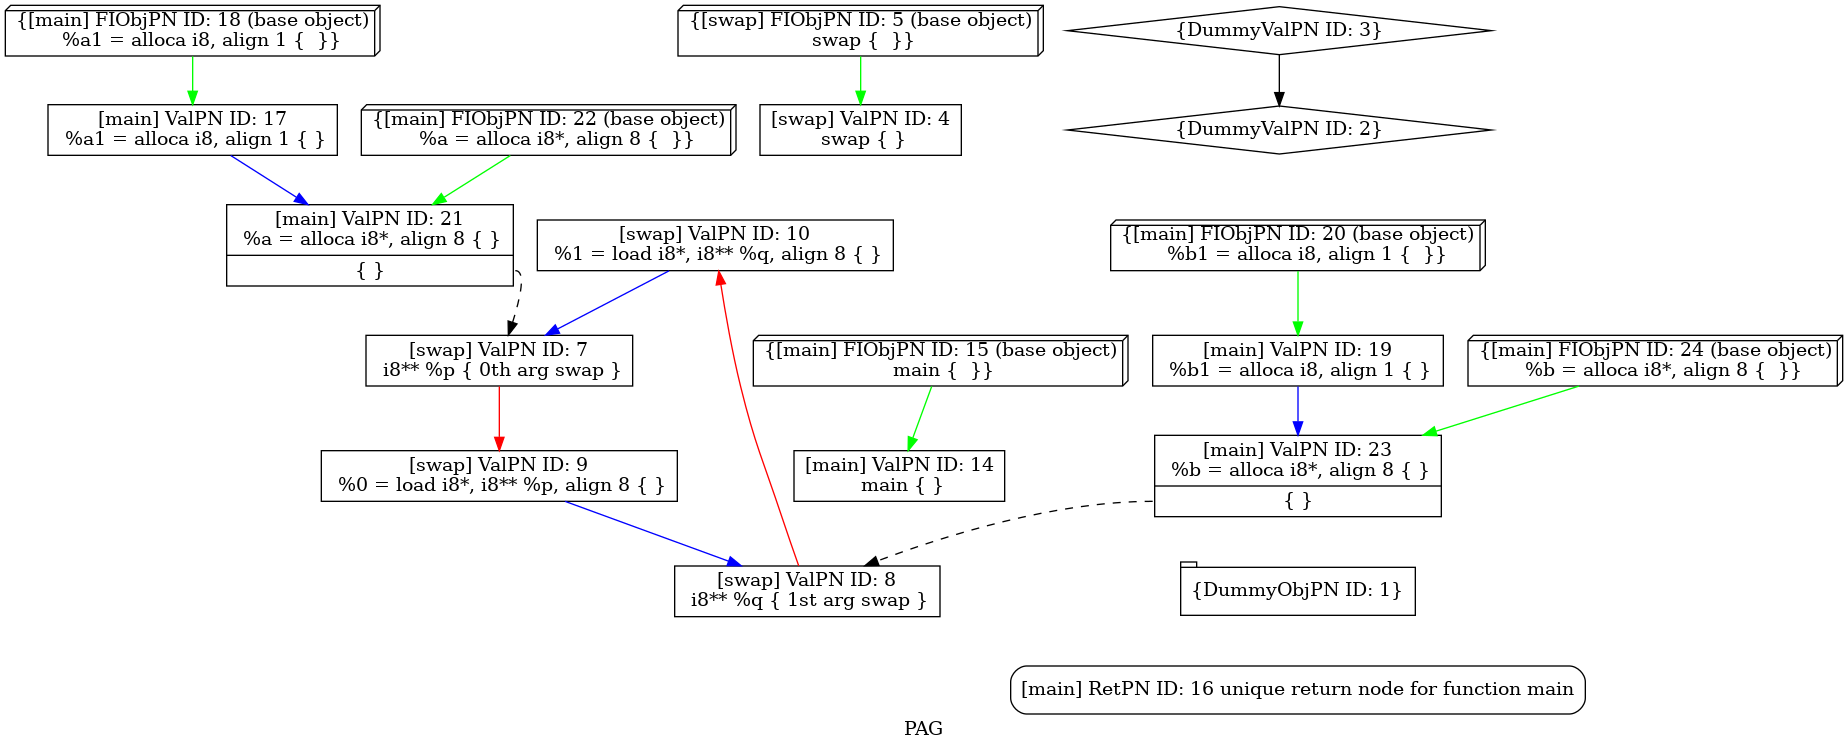 {[main] FIObjPN ID: 18 (base object)
%a1 = alloca i8, align 1 {  }}
{[swap] FIObjPN ID: 5 (base object)
swap {  }}
{DummyValPN ID: 3}
[main] ValPN ID: 17
%a1 = alloca i8, align 1 { }
{[main] FIObjPN ID: 22 (base object)
%a = alloca i8*, align 8 {  }}
[swap] ValPN ID: 4
swap { }
{DummyValPN ID: 2}
[main] ValPN ID: 21
%a = alloca i8*, align 8 { }
{ }
[swap] ValPN ID: 10
%1 = load i8*, i8** %q, align 8 { }
{[main] FIObjPN ID: 20 (base object)
%b1 = alloca i8, align 1 {  }}
[swap] ValPN ID: 7
i8** %p { 0th arg swap }
{[main] FIObjPN ID: 15 (base object)
main {  }}
[main] ValPN ID: 19
%b1 = alloca i8, align 1 { }
{[main] FIObjPN ID: 24 (base object)
%b = alloca i8*, align 8 {  }}
[swap] ValPN ID: 9
%0 = load i8*, i8** %p, align 8 { }
[main] ValPN ID: 14
main { }
[main] ValPN ID: 23
%b = alloca i8*, align 8 { }
{ }
[swap] ValPN ID: 8
i8** %q { 1st arg swap }
{DummyObjPN ID: 1}
[main] RetPN ID: 16 unique return node for function main
PAG